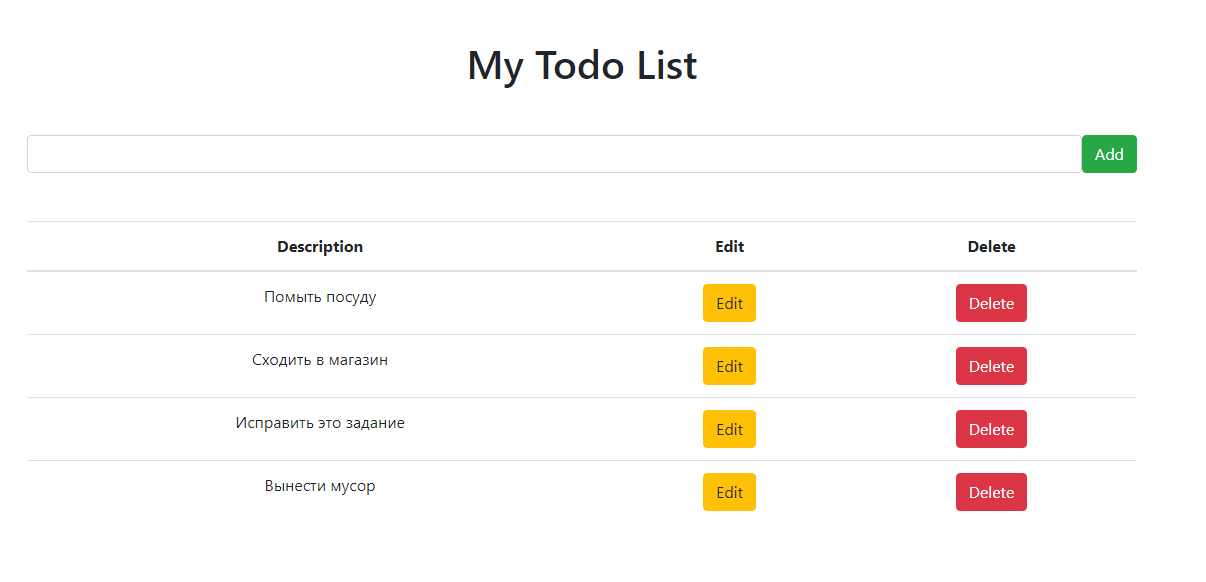 My Todo List
Add
Description Edit Delete
Помыть посуду Edit Delete
Сходить в магазин Edit Delete
Исправить это задание Edit Delete
Вынести мусор Edit Delete